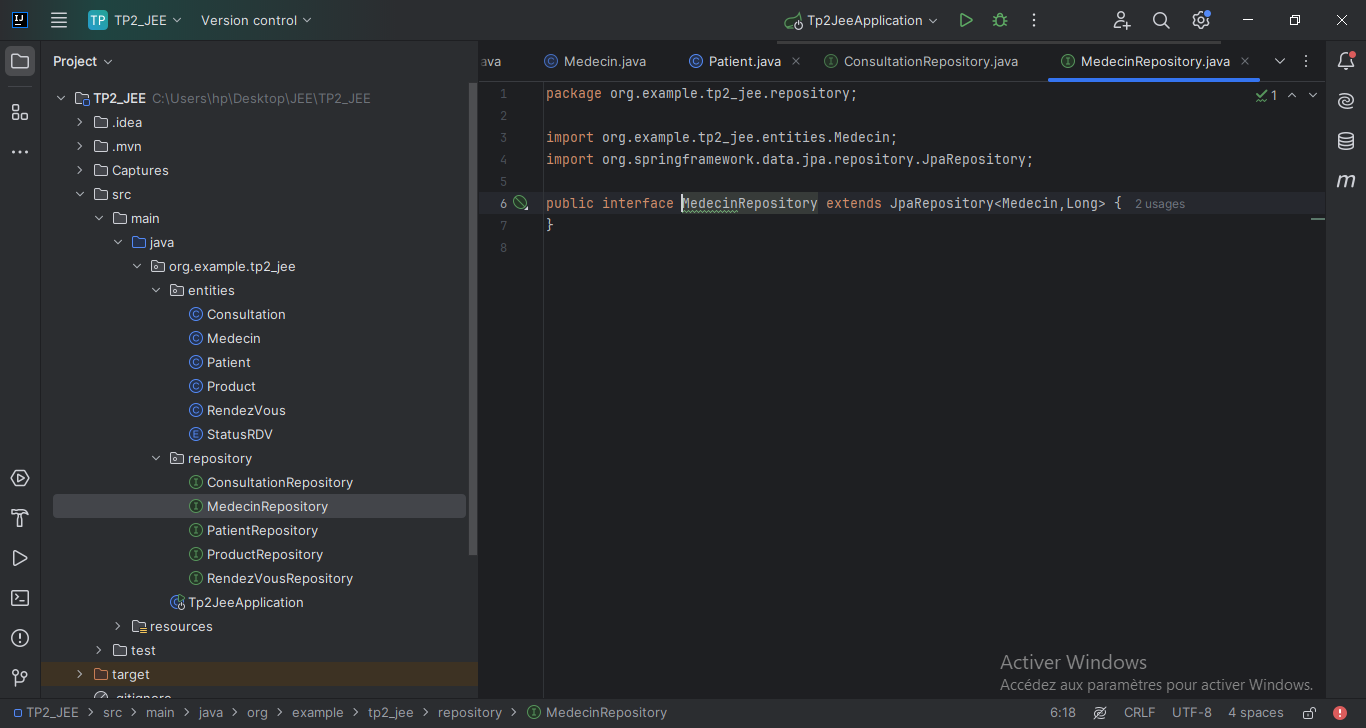 TP TP2_JEE Version control Tp2JeeApplication
Project
ava Medecin.java Patient.java ConsultationRepository.java MedecinRepository.java
TP2_JEE C:\Users\hp\Desktop\JEE\TP2_JEE
.idea
.mvn
Captures
src
main
java
org.example.tp2_jee
entities
Consultation
Medecin
Patient
Product
RendezVous
StatusRDV
repository
ConsultationRepository
MedecinRepository
PatientRepository
ProductRepository
RendezVousRepository
Tp2JeeApplication
resources
test
target
.gitignore
1 package org.example.tp2_jee.repository;
2
3 import org.example.tp2_jee.entities.Medecin;
4 import org.springframework.data.jpa.repository.JpaRepository;
5
6 public interface MedecinRepository extends JpaRepository<Medecin,Long> { 2 usages
7 }
8
1
Activer Windows
Accédez aux paramètres pour activer Windows.
TP2_JEE > src > main > java > org > example > tp2_jee > repository > MedecinRepository 6:18 CRLF UTF-8 4 spaces